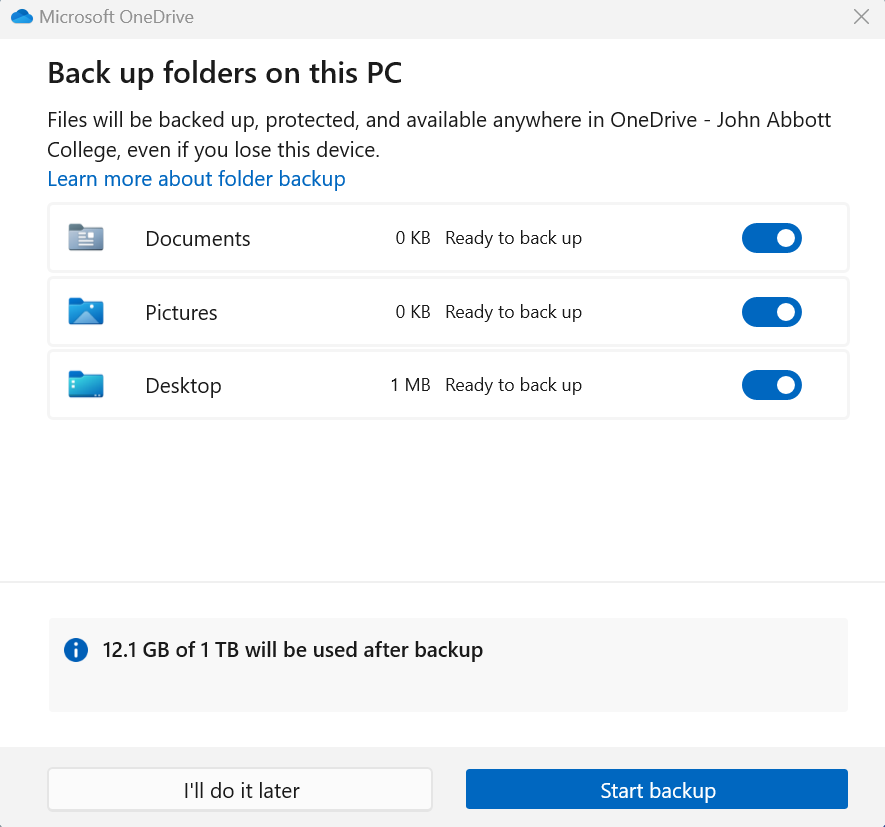 Microsoft OneDrive
Back up folders on this PC
Files will be backed up, protected, and available anywhere in OneDrive - John Abbott
College, even if you lose this device.
Learn more about folder backup
Documents 0 KB Ready to back up
Pictures 0 KB Ready to back up
Desktop 1 MB Ready to back up
12.1 GB of 1 TB will be used after backup
I'll do it later Start backup